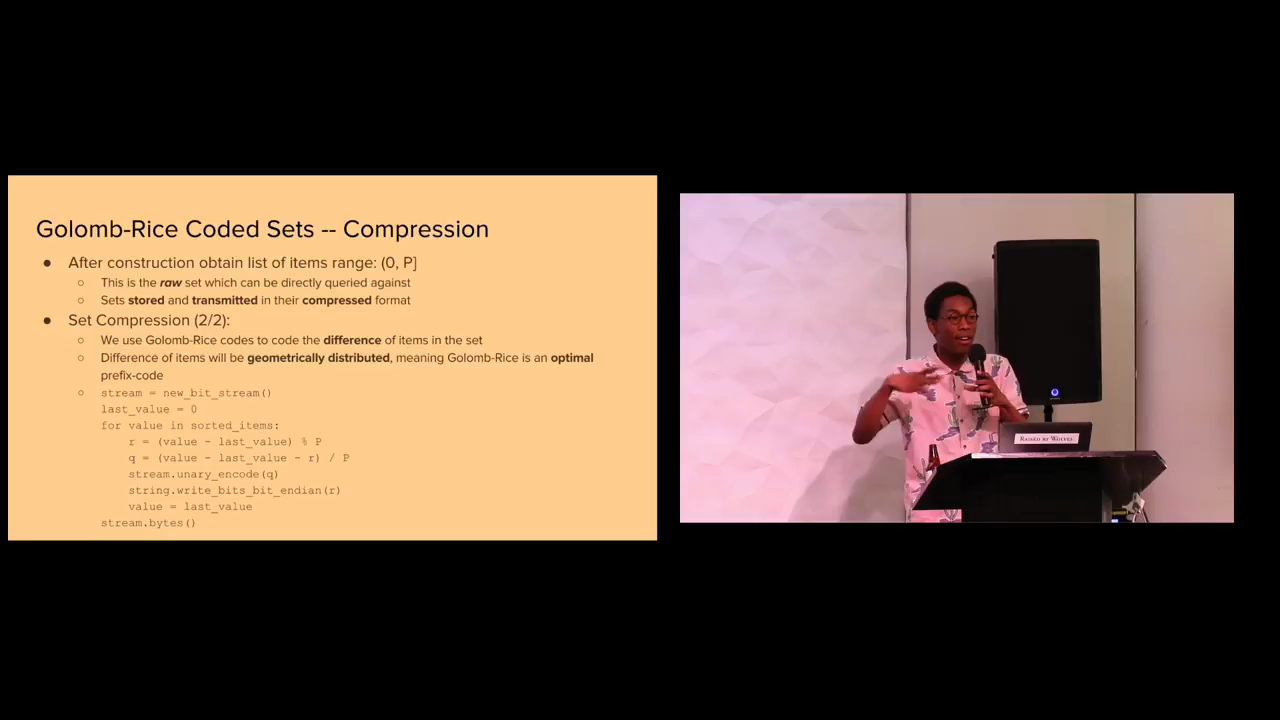 Golomb-Rice Coded Sets -- Compression
● After construction obtain list of items range: (0, P]
○ This is the raw set which can be directly queried against
○ Sets stored and transmitted in their compressed format
● Set Compression (2/2):
○ We use Golomb-Rice codes to code the difference of items in the set
○ Difference of items will be geometrically distributed, meaning Golomb-Rice is an optimal
prefix-code
○ stream = new_bit_stream()
last_value = 0
for value in sorted_items:
r = (value - last_value) % P
q = (value - last_value - r) / P
stream.unary_encode(q)
string.write_bits_bit_endian(r)
value = last_value
stream.bytes()
Raised by Wolves